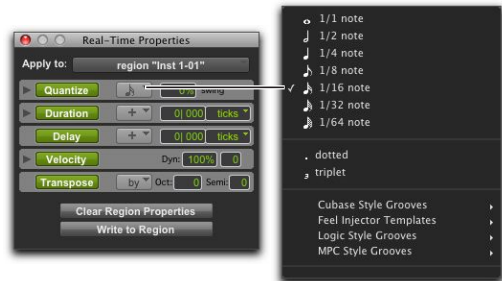 Real-Time Properties
Apply to: region "Inst 1-01"
Quantize 0% swing
Duration + 0| 000 ticks
Delay + 0| 000 ticks
Velocity Dyn: 100% 0
Transpose by Oct: 0 Semi: 0
Clear Region Properties
Write to Region
1/1 note
1/2 note
1/4 note
1/8 note
✓ 1/16 note
1/32 note
1/64 note
. dotted
3 triplet
Cubase Style Grooves
Feel Injector Templates
Logic Style Grooves
MPC Style Grooves